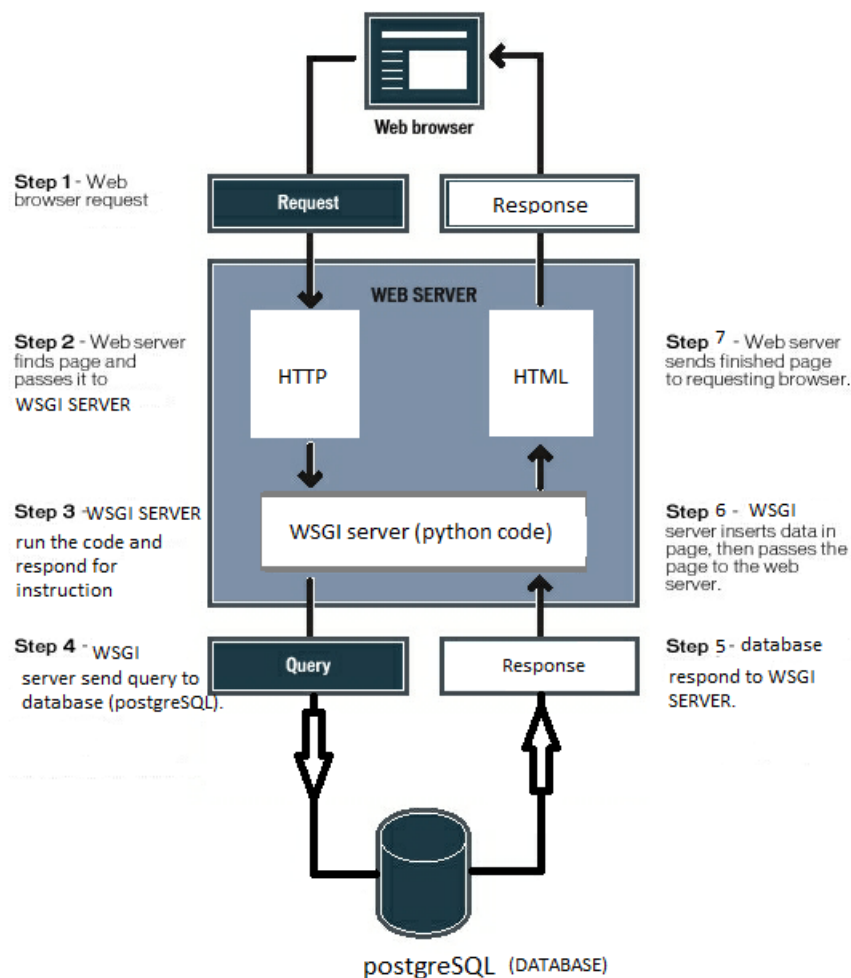 Web browser
Step 1 - Web
browser request
Request
Response
WEB SERVER
Step 2 - Web server
finds page and
passes it to
WSGI SERVER
HTTP
HTML
Step 7 - Web server
sends finished page
to requesting browser.
Step 3 -WSGI SERVER
run the code and
respond for
instruction
WSGI server (python code)
Step 6 - WSGI
server inserts data in
page, then passes the
page to the web
server.
Step 4 - WSGI
server send query to
database (postgreSQL).
Query
Response
Step 5- database
respond to WSGI
SERVER.
postgreSQL (DATABASE)